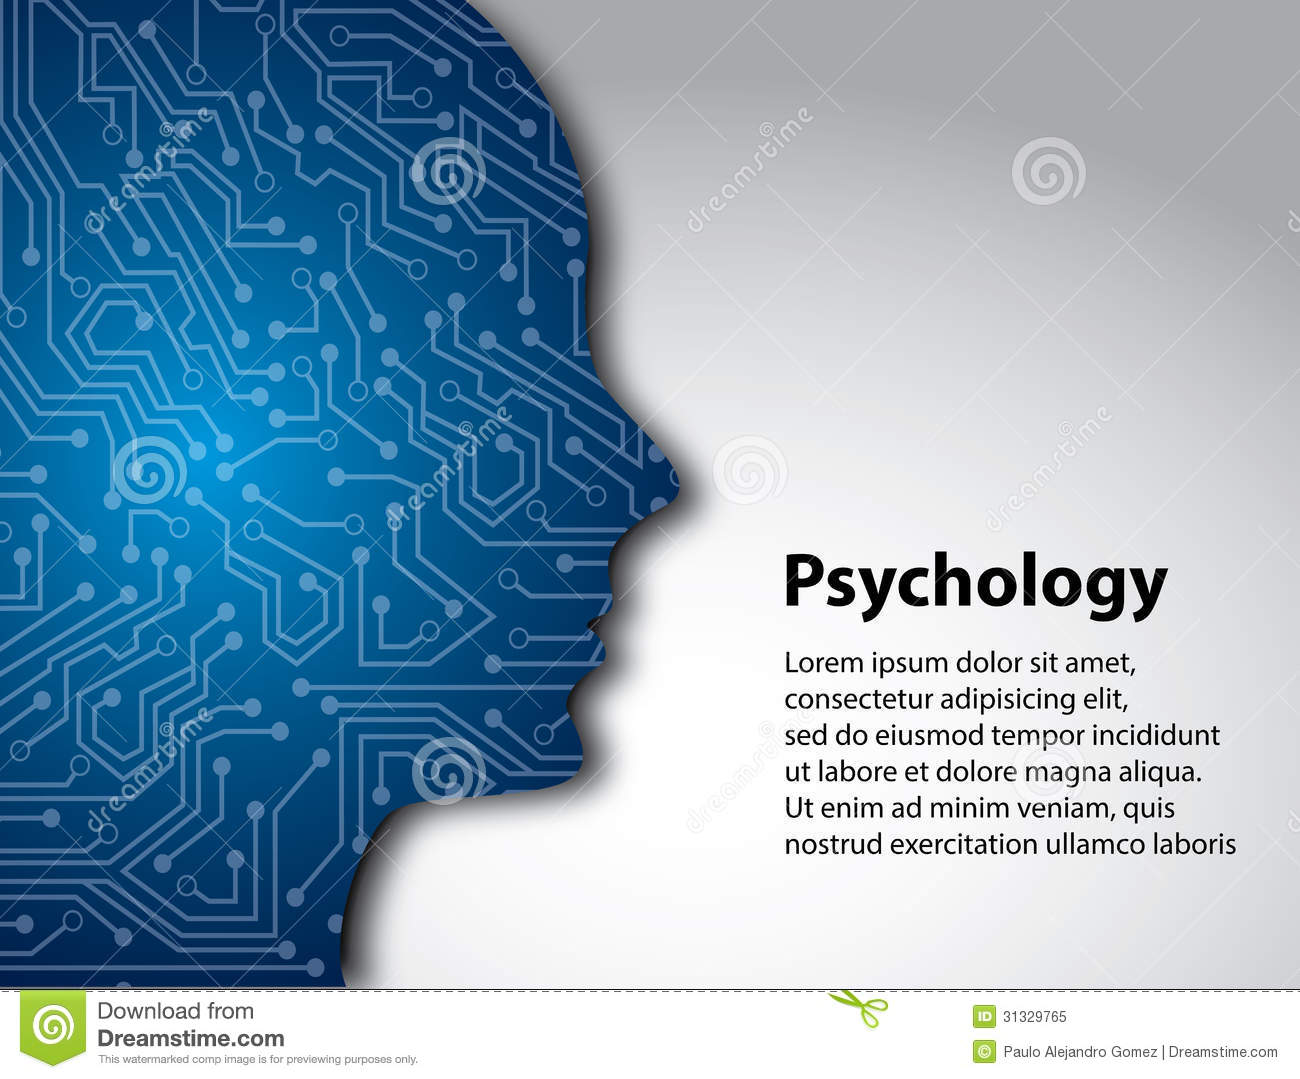 Psychology
Lorem ipsum dolor sit amet,
consectetur adipisicing elit,
sed do eiusmod tempor incididunt
ut labore et dolore magna aliqua.
Ut enim ad minim veniam, quis
nostrud exercitation ullamco laboris
dreamstime
dreamstime
dreamstime
dreamstime
dreamstime
dreamstime
Download from
Dreamstime.com
This watermarked comp image is for previewing purposes only.
ID 31329765
© Paulo Alejandro Gomez | Dreamstime.com